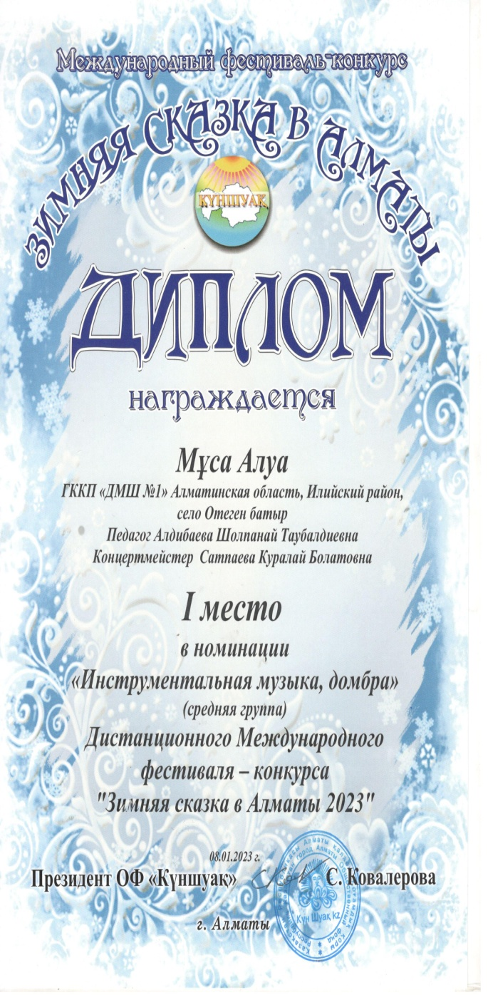 Международный фестиваль-конкурс
ЗИМНЯЯ СКАЗКА В АЛМАТЫ
КҮНШУАҚ
ДИПЛОМ
награждается
Мұса Алуа
ГККП «ДМШ №1» Алматинская область, Илийский район,
село Отеген батыр
Педагог Алдибаева Шолпанай Таубалдиевна
Концертмейстер Сатпаева Куралай Болатовна
I место
в номинации
«Инструментальная музыка, домбра»
(средняя группа)
Дистанционного Международного
фестиваля – конкурса
"Зимняя сказка в Алматы 2023"
08.01.2023 г.
Президент ОФ «Күншуақ» С. Ковалерова
Күн Шуақ kz
г. Алматы